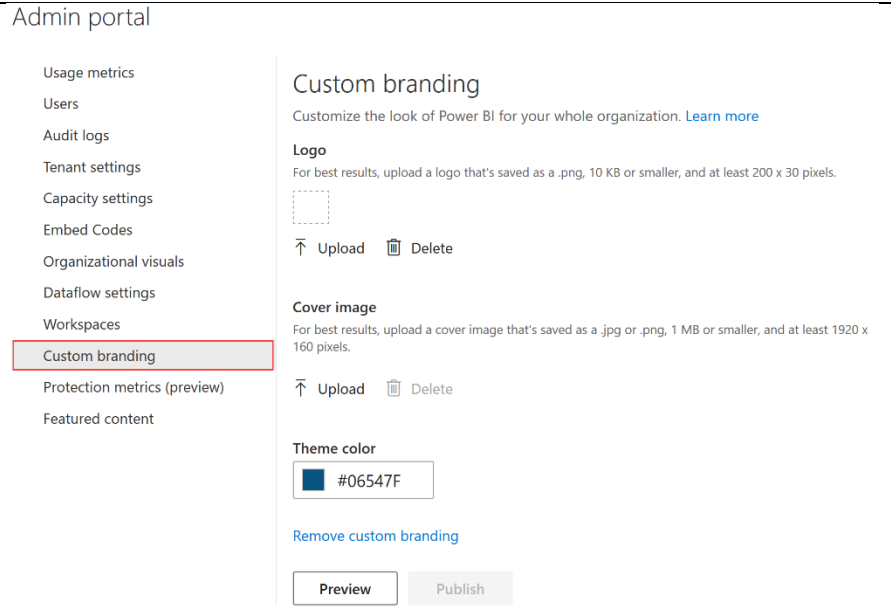 Admin portal
Usage metrics
Users
Audit logs
Tenant settings
Capacity settings
Embed Codes
Organizational visuals
Dataflow settings
Workspaces
Custom branding
Protection metrics (preview)
Featured content
Custom branding
Customize the look of Power BI for your whole organization. Learn more
Logo
For best results, upload a logo that's saved as a .png, 10 KB or smaller, and at least 200 x 30 pixels.
Upload Delete
Cover image
For best results, upload a cover image that's saved as a .jpg or .png, 1 MB or smaller, and at least 1920 x
160 pixels.
Upload Delete
Theme color
#06547F
Remove custom branding
Preview Publish